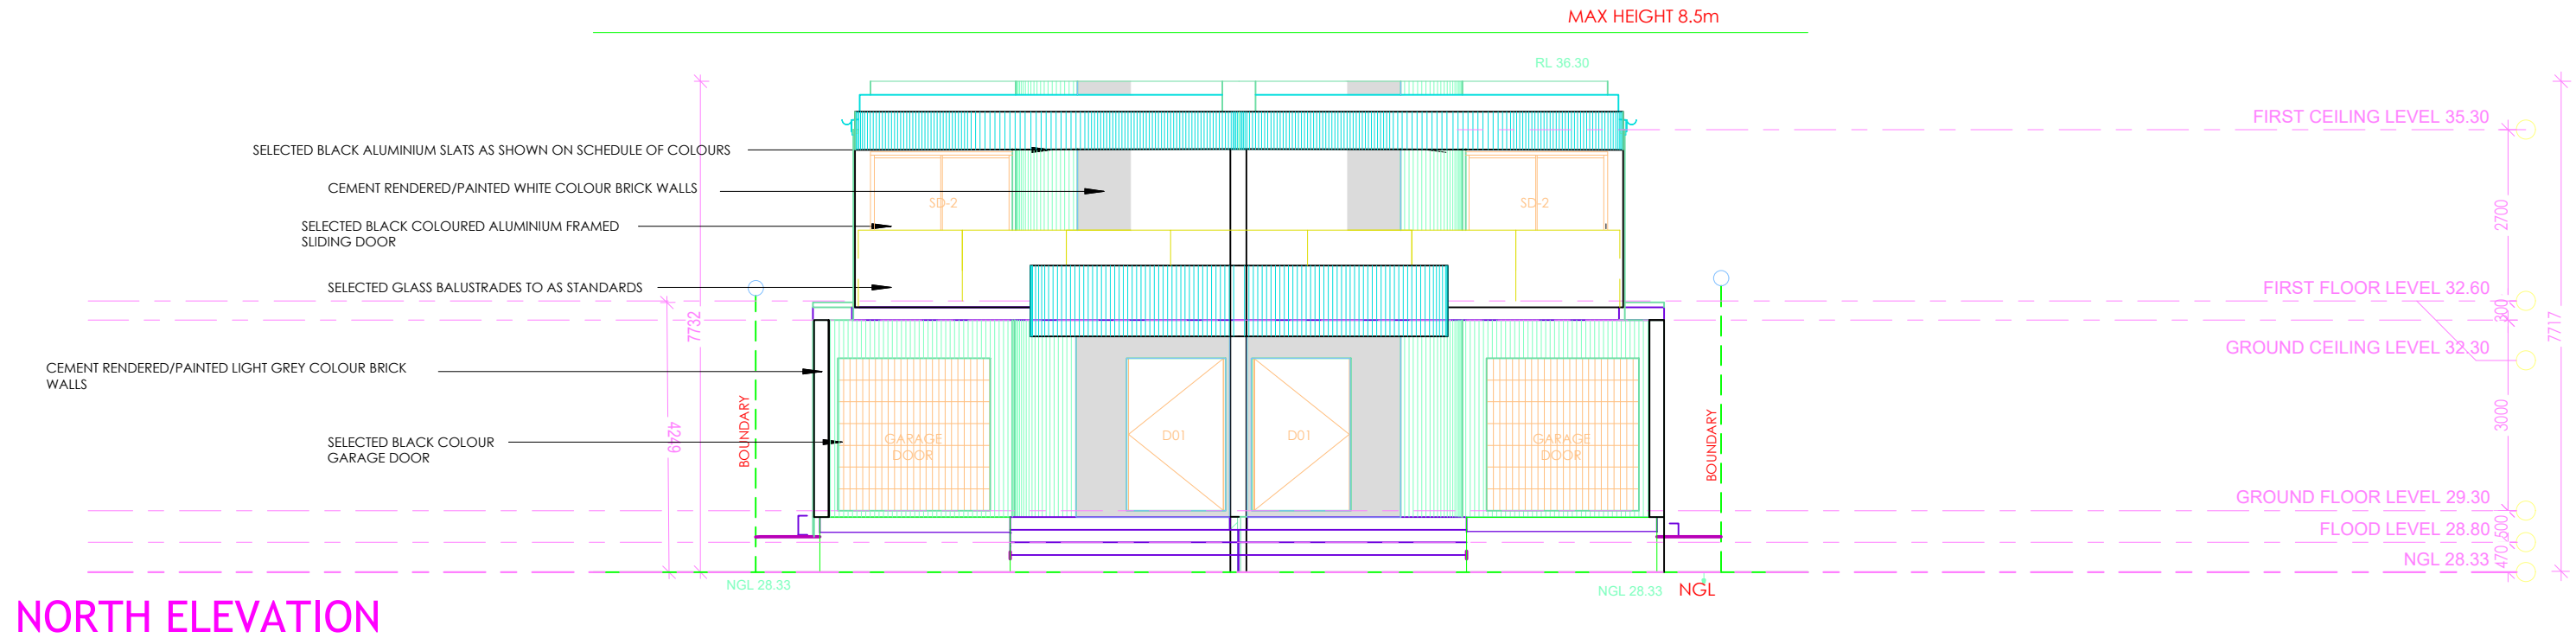 MAX HEIGHT 8.5m
RL 36.30
FIRST CEILING LEVEL 35.30
SELECTED BLACK ALUMINIUM SLATS AS SHOWN ON SCHEDULE OF COLOURS
CEMENT RENDERED/PAINTED WHITE COLOUR BRICK WALLS
SD-2
SD-2
2700
SELECTED BLACK COLOURED ALUMINIUM FRAMED
SLIDING DOOR
SELECTED GLASS BALUSTRADES TO AS STANDARDS
FIRST FLOOR LEVEL 32.60
300
7732
7717
GROUND CEILING LEVEL 32.30
CEMENT RENDERED/PAINTED LIGHT GREY COLOUR BRICK
WALLS
3000
4249
BOUNDARY
BOUNDARY
SELECTED BLACK COLOUR
GARAGE DOOR
GARAGE
DOOR
D01
D01
GARAGE
DOOR
GROUND FLOOR LEVEL 29.30
500
FLOOD LEVEL 28.80
470
NGL 28.33
NGL 28.33
NGL 28.33
NGL
NORTH ELEVATION